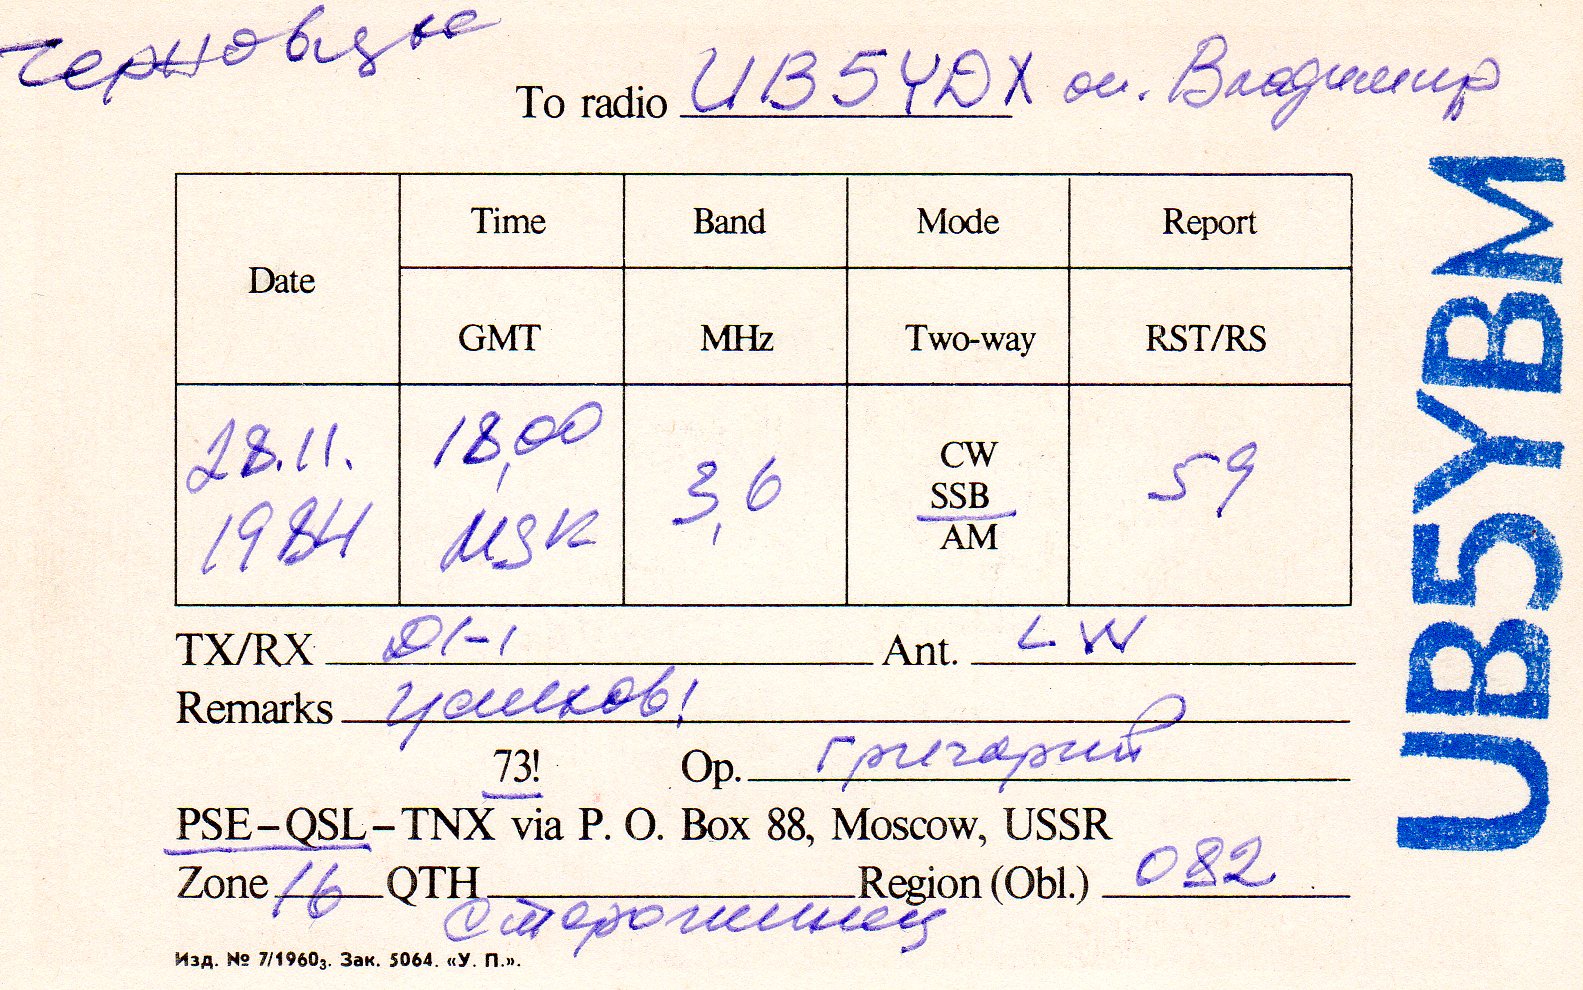 Черновцы
To radio UB5YDX оп. Владимир
Date Time Band Mode Report
GMT MHz Two-way RST/RS
28.11. 1984 18,00 МЗК 3,6 CW SSB AM 59
TX/RX Ant. LW
Remarks
73! Op. Григорий
PSE-QSL-TNX via P. O. Box 88, Moscow, USSR
Zone 16 QTH Сторожинец Region (Obl.) 082
Изд. № 7/1960з. Зак. 5064. «У. П.».
UB5YBM